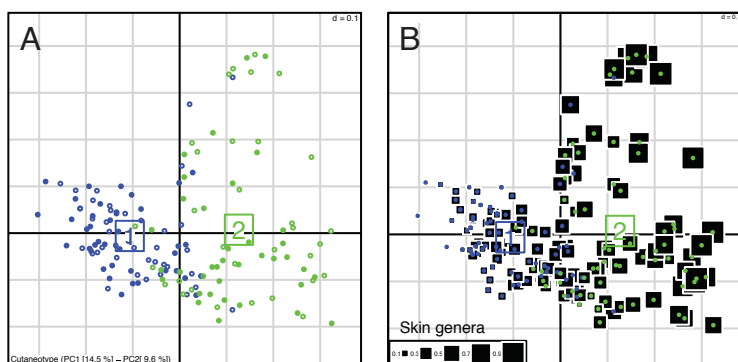 A
d = 0.1
1
2
Cutaneotype (PC1 [14.5 %] – PC2[ 9.6 %])
B
d = 0.1
1
2
Skin genera
0.1 0.3 0.5 0.7 0.9